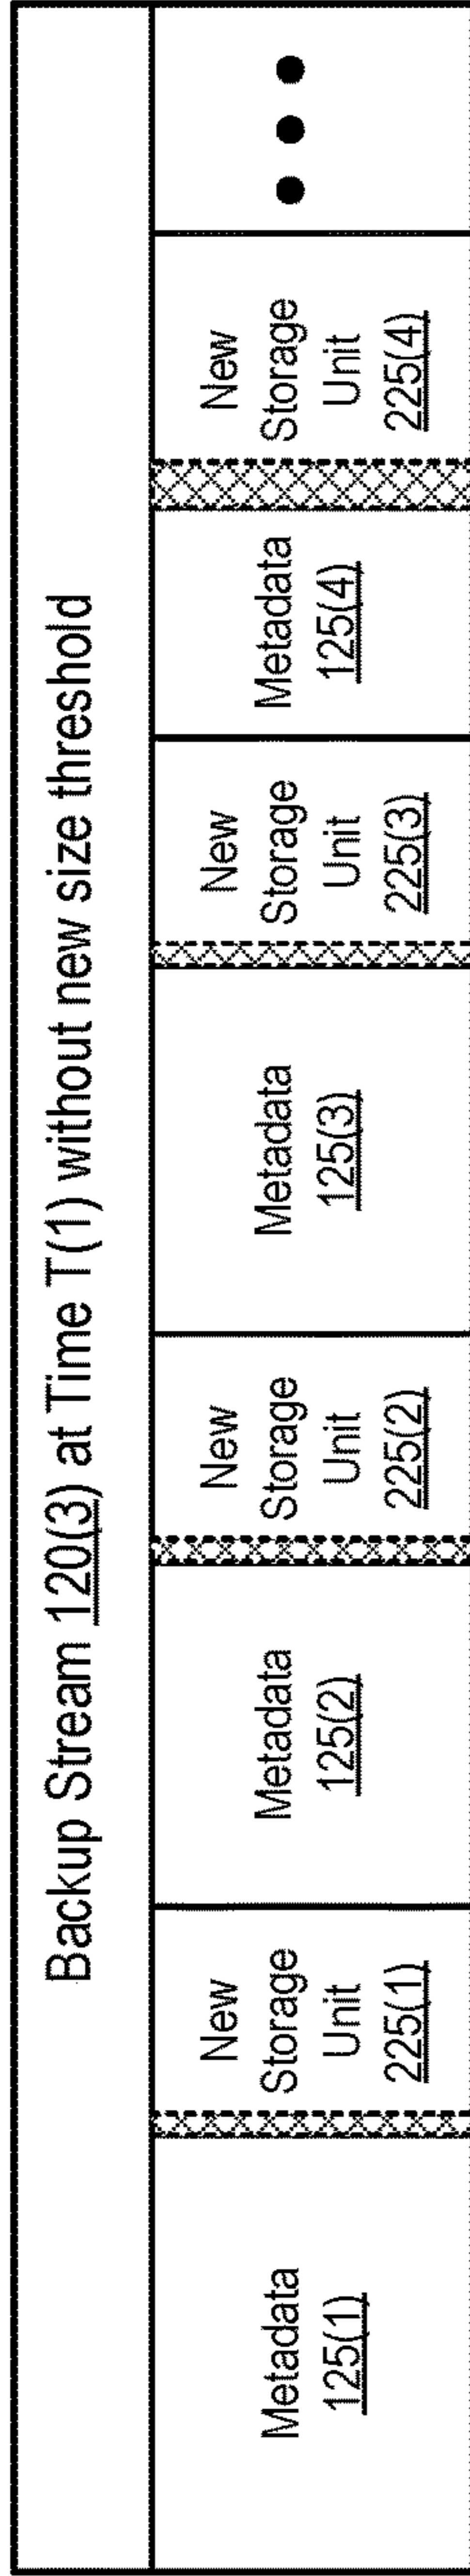 Backup Stream 120(3) at Time T(1) without new size threshold
Metadata
125(1)
New
Storage
Unit
225(1)
Metadata
125(2)
New
Storage
Unit
225(2)
Metadata
125(3)
New
Storage
Unit
225(3)
Metadata
125(4)
New
Storage
Unit
225(4)